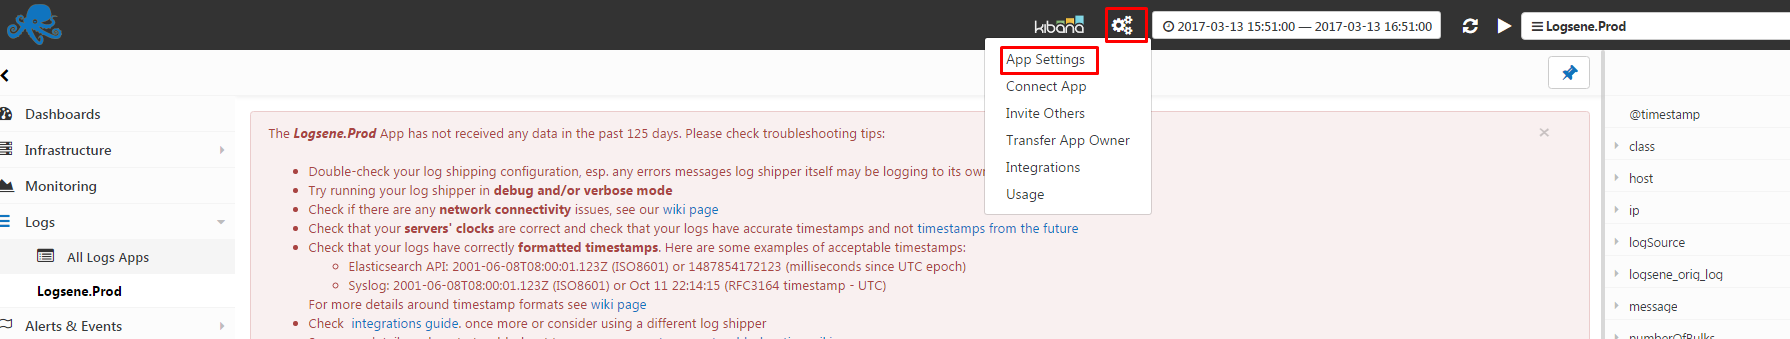 kibana
2017-03-13 15:51:00 — 2017-03-13 16:51:00
Logsene.Prod
App Settings
Connect App
Invite Others
Transfer App Owner
Integrations
Usage
Dashboards
Infrastructure
Monitoring
Logs
All Logs Apps
Logsene.Prod
Alerts & Events
The Logsene.Prod App has not received any data in the past 125 days. Please check troubleshooting tips:
×
Double-check your log shipping configuration, esp. any errors messages log shipper itself may be logging to its
Try running your log shipper in debug and/or verbose mode
Check if there are any network connectivity issues, see our wiki page
Check that your servers' clocks are correct and check that your logs have accurate timestamps and not timestamps from the future
Check that your logs have correctly formatted timestamps. Here are some examples of acceptable timestamps:
Elasticsearch API: 2001-06-08T08:00:01.123Z (ISO8601) or 1487854172123 (milliseconds since UTC epoch)
Syslog: 2001-06-08T08:00:01.123Z (ISO8601) or Oct 11 22:14:15 (RFC3164 timestamp - UTC)
For more details around timestamp formats see wiki page
Check integrations guide. once more or consider using a different log shipper
@timestamp
class
host
ip
logSource
logsene_orig_log
message
numberOfBulks